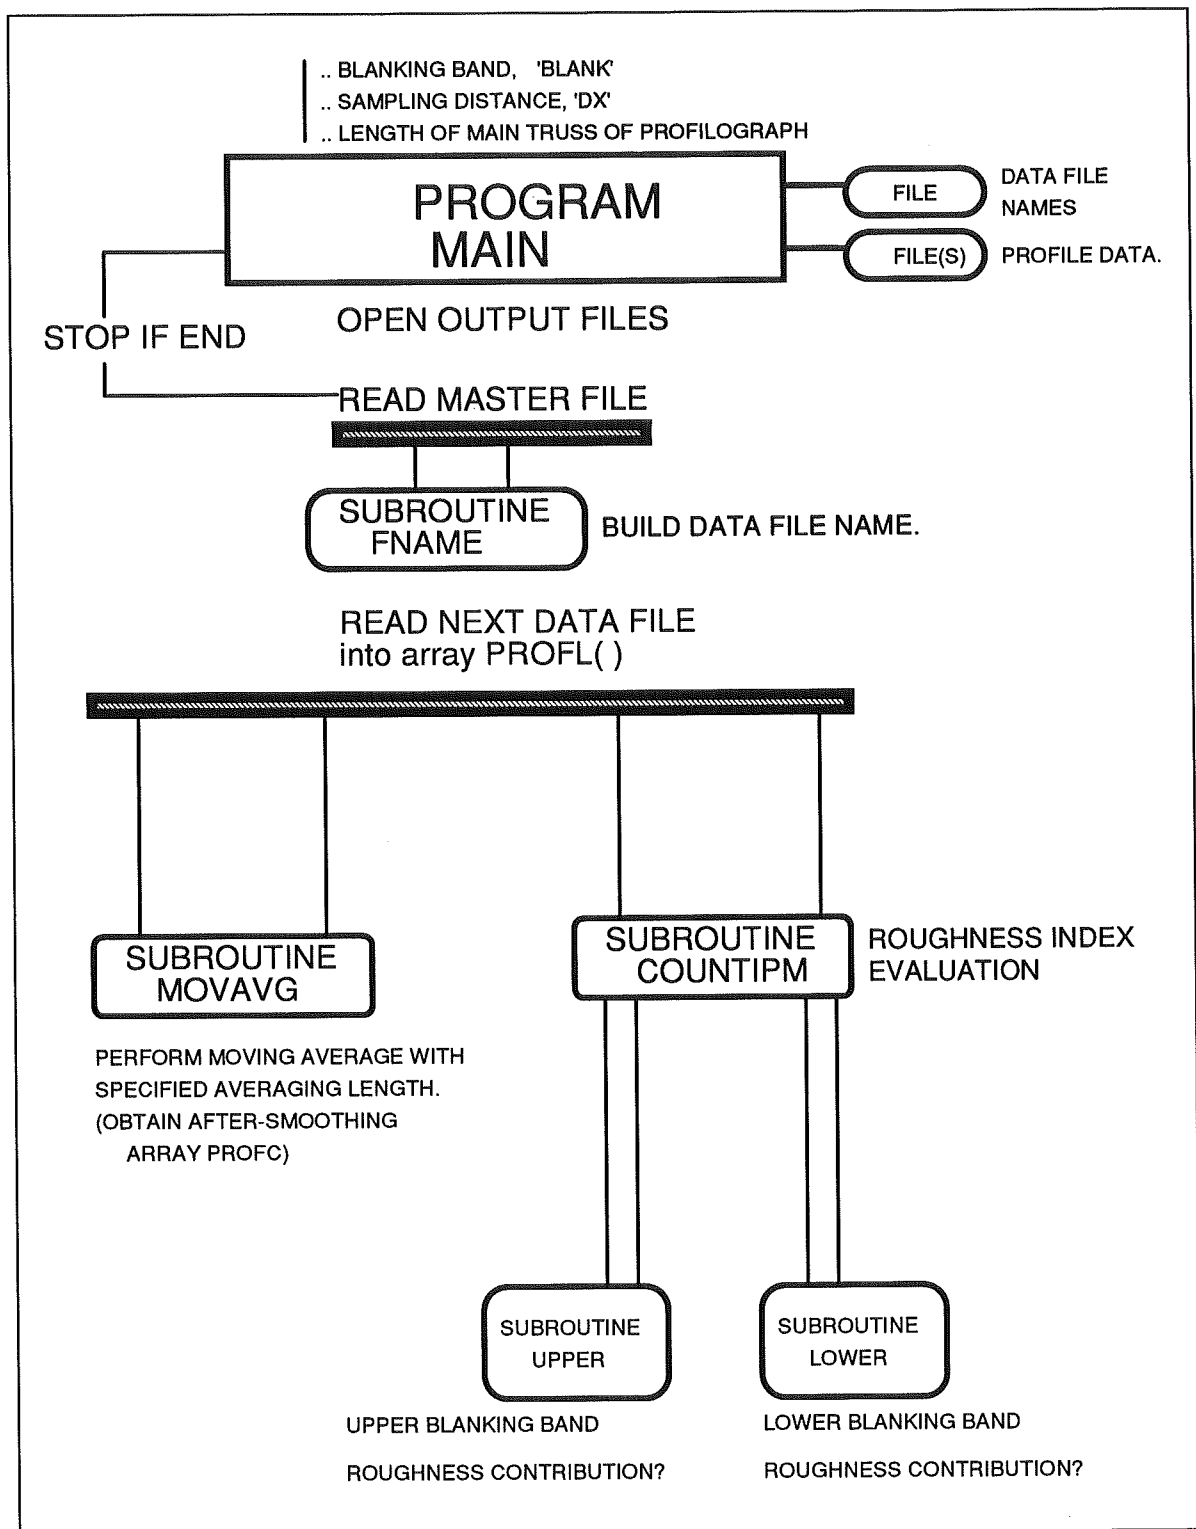 .. BLANKING BAND, 'BLANK'
.. SAMPLING DISTANCE, 'DX'
.. LENGTH OF MAIN TRUSS OF PROFILOGRAPH
PROGRAM
MAIN
FILE
DATA FILE
NAMES
FILE(S)
PROFILE DATA.
OPEN OUTPUT FILES
STOP IF END
READ MASTER FILE
SUBROUTINE
FNAME
BUILD DATA FILE NAME.
READ NEXT DATA FILE
into array PROFL( )
SUBROUTINE
MOVAVG
SUBROUTINE
COUNTIPM
ROUGHNESS INDEX
EVALUATION
PERFORM MOVING AVERAGE WITH
SPECIFIED AVERAGING LENGTH.
(OBTAIN AFTER-SMOOTHING
ARRAY PROFC)
SUBROUTINE
UPPER
SUBROUTINE
LOWER
UPPER BLANKING BAND
ROUGHNESS CONTRIBUTION?
LOWER BLANKING BAND
ROUGHNESS CONTRIBUTION?